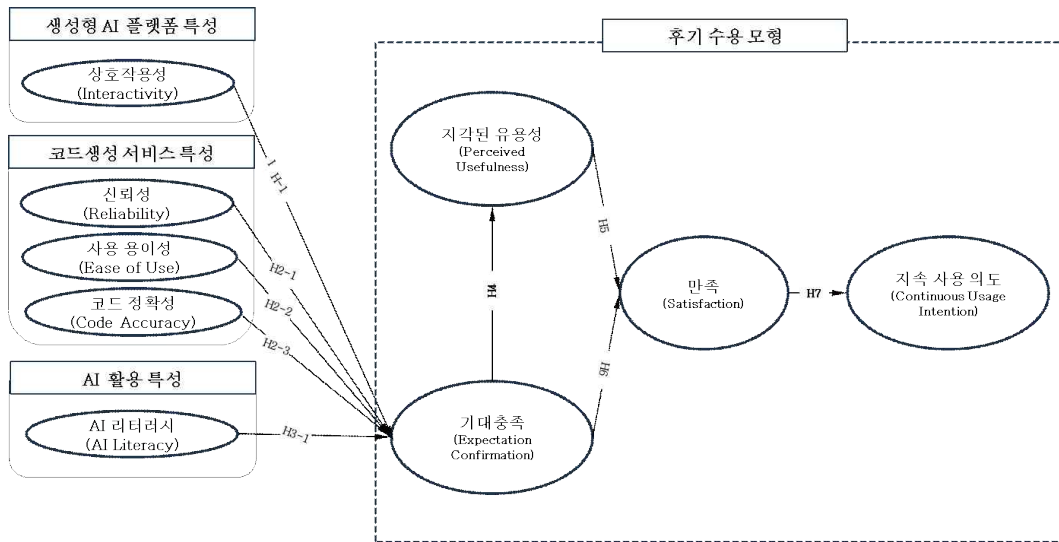 생성형 AI 플랫폼 특성
상호작용성
(Interactivity)
코드생성 서비스 특성
신뢰성
(Reliability)
사용 용이성
(Ease of Use)
코드 정확성
(Code Accuracy)
AI 활용 특성
AI 리터러시
(AI Literacy)
H2-1
H2-2
H2-3
H3-1
후기 수용 모형
지각된 유용성
(Perceived
Usefulness)
H4
기대충족
(Expectation
Confirmation)
H5
H6
만족
(Satisfaction)
H7
지속 사용 의도
(Continuous Usage
Intention)